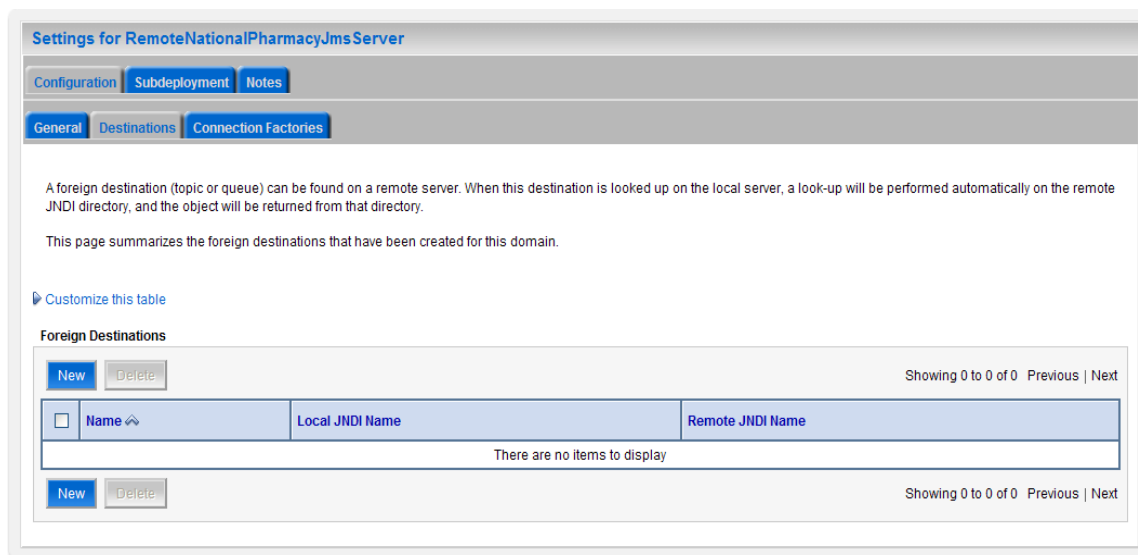 Settings for RemoteNationalPharmacyJmsServer
Configuration Subdeployment Notes
General Destinations Connection Factories
A foreign destination (topic or queue) can be found on a remote server. When this destination is looked up on the local server, a look-up will be performed automatically on the remote
JNDI directory, and the object will be returned from that directory.
This page summarizes the foreign destinations that have been created for this domain.
Customize this table
Foreign Destinations
New Delete Showing 0 to 0 of 0 Previous | Next
Name Local JNDI Name Remote JNDI Name
There are no items to display
New Delete Showing 0 to 0 of 0 Previous | Next